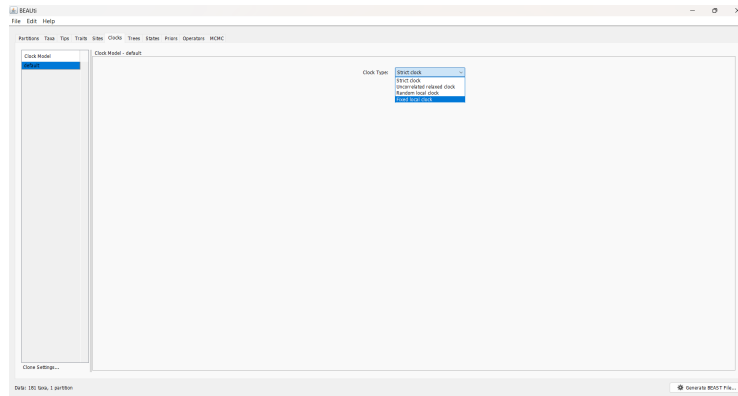 BEAUti
File Edit Help
Partitions Taxa Tips Traits Sites Clocks Trees States Priors Operators MCMC
Clock Model
Clock Model - default
default
Clock Type: Strict clock
Strict clock
Uncorrelated relaxed clock
Random local clock
Fixed local clock
Clone Settings...
Data: 181 taxa, 1 partition
Generate BEAST File...